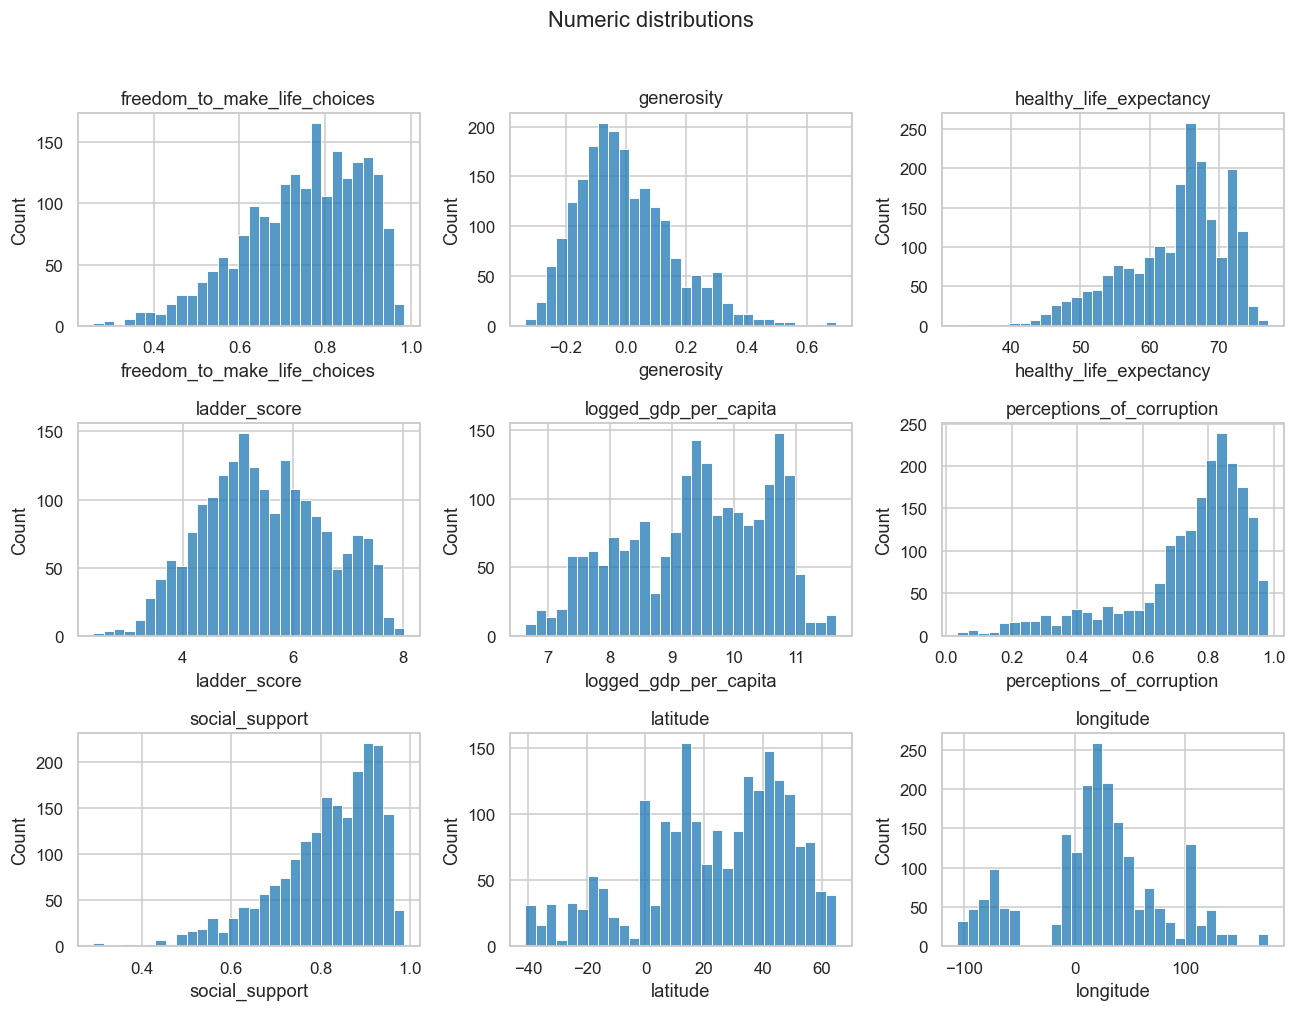 Numeric distributions
freedom_to_make_life_choices
Count
150
100
50
0
0.4 0.6 0.8 1.0
freedom_to_make_life_choices
generosity
Count
200
150
100
50
0
−0.2 0.0 0.2 0.4 0.6
generosity
healthy_life_expectancy
Count
250
200
150
100
50
0
40 50 60 70
healthy_life_expectancy
ladder_score
Count
150
100
50
0
4 6 8
ladder_score
logged_gdp_per_capita
Count
150
100
50
0
7 8 9 10 11
logged_gdp_per_capita
perceptions_of_corruption
Count
250
200
150
100
50
0
0.0 0.2 0.4 0.6 0.8 1.0
perceptions_of_corruption
social_support
Count
200
150
100
50
0
0.4 0.6 0.8 1.0
social_support
latitude
Count
150
100
50
0
−40 −20 0 20 40 60
latitude
longitude
Count
250
200
150
100
50
0
−100 0 100
longitude